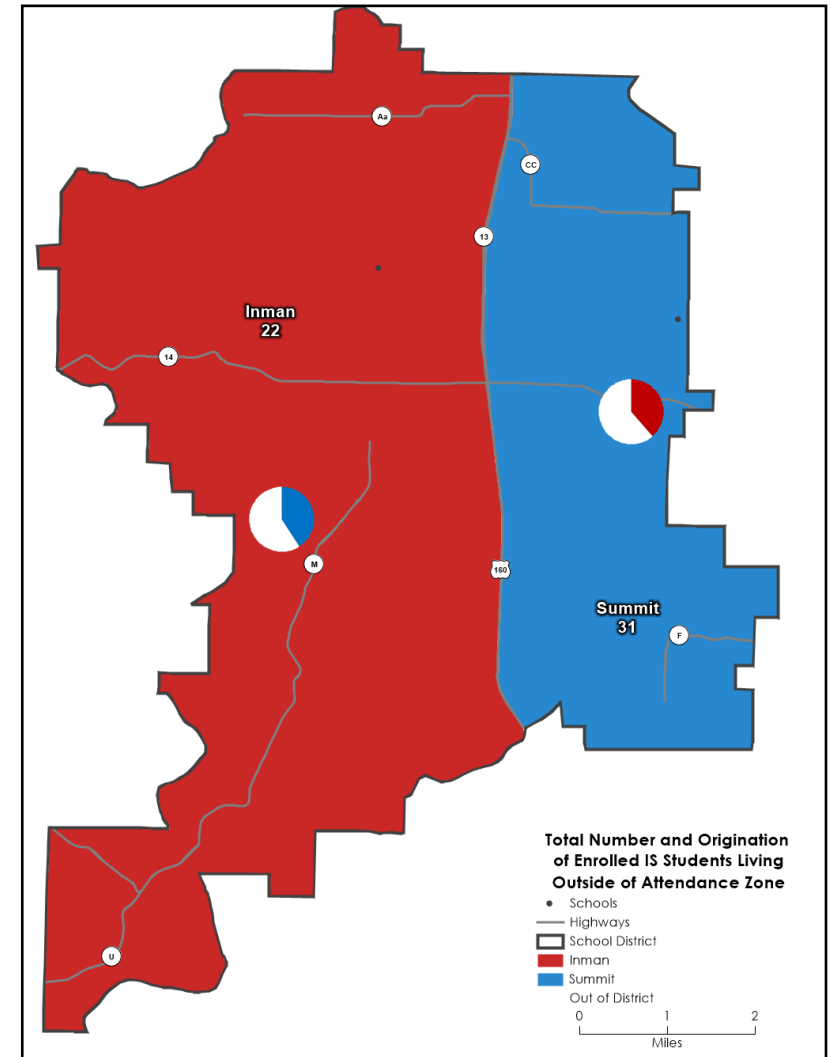 Aa
CC
13
Inman
22
14
M
160
Summit
31
F
U
Total Number and Origination
of Enrolled IS Students Living
Outside of Attendance Zone
Schools
Highways
School District
Inman
Summit
Out of District
0 1 2
Miles